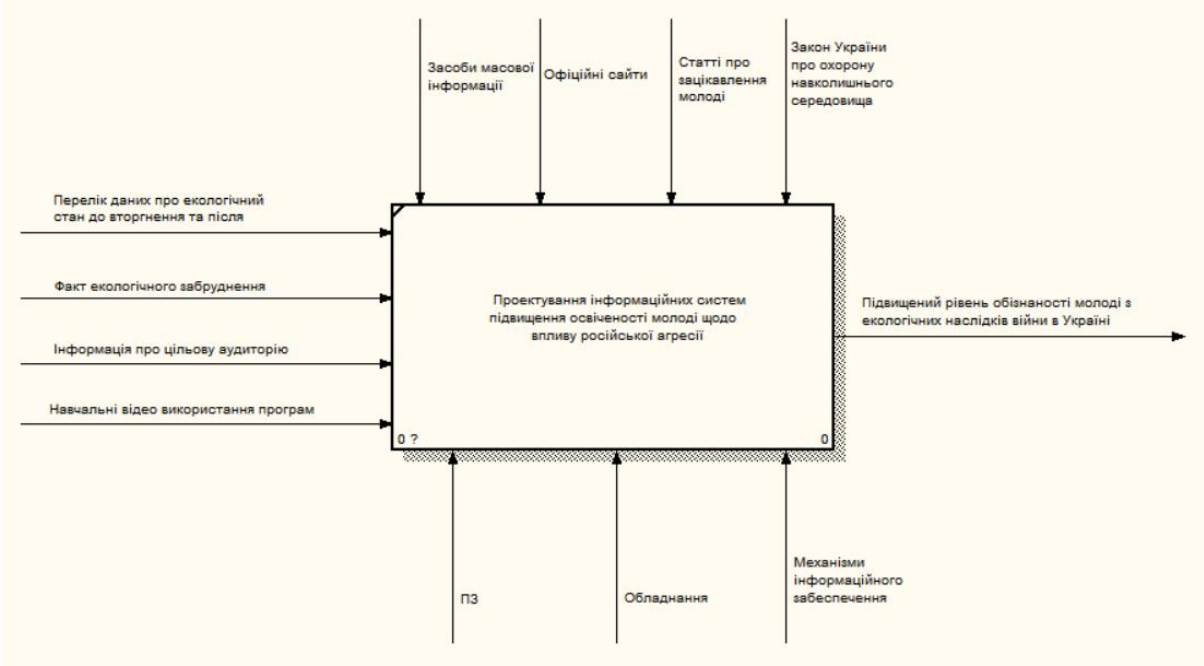 Засоби масової
інформації
Офіційні сайти
Статті про
зацікавлення
молоді
Закон України
про охорону
навколишнього
середовища
Перелік даних про екологічний
стан до вторгнення та після
Факт екологічного забруднення
Інформація про цільову аудиторію
Навчальні відео використання програм
Проектування інформаційних систем
підвищення освіченості молоді щодо
впливу російської агресії
0 ?
0
Підвищений рівень обізнаності молоді з
екологічних наслідків війни в Україні
ПЗ
Обладнання
Механізми
інформаційного
забеспечення